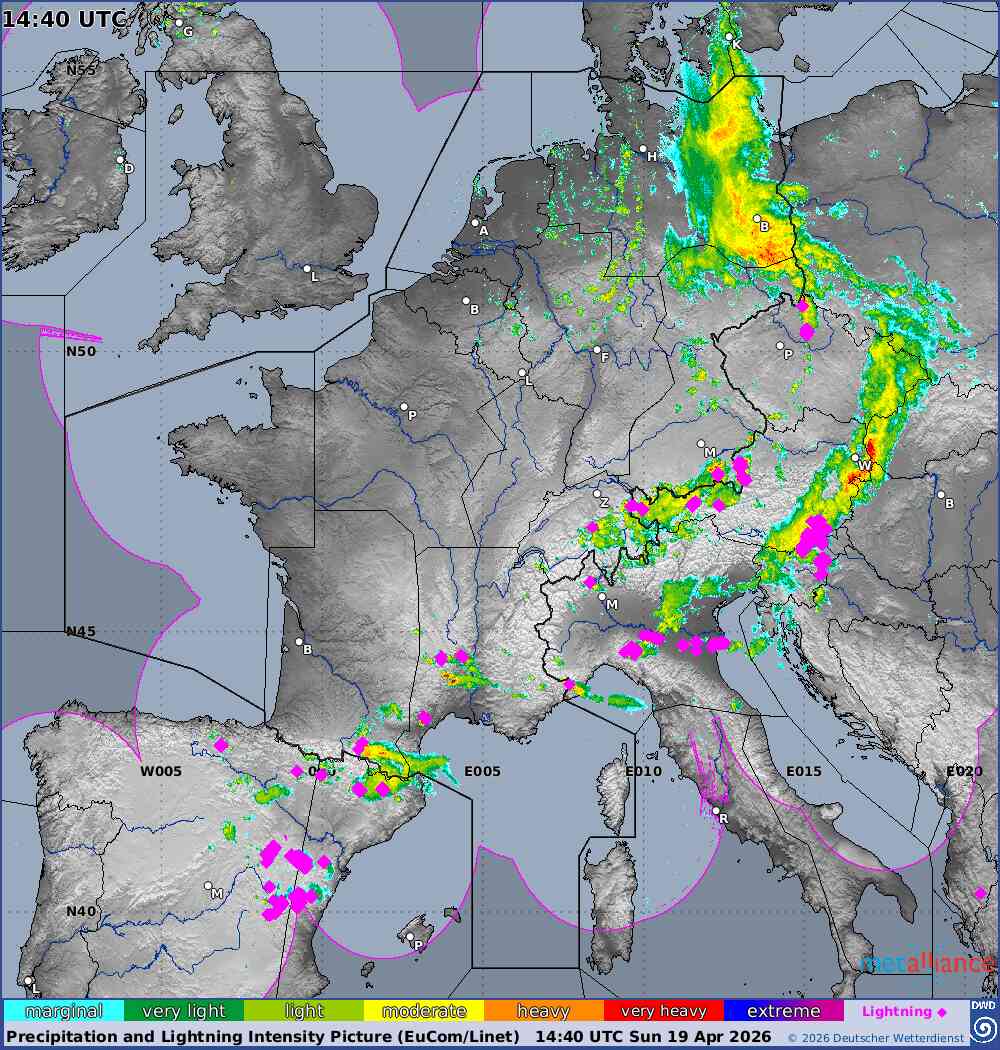 14:40 UTC
G
K
N55
H
D
A
B
L
B
N50
P
F
L
P
M
W
Z
B
M
N45
B
W005
000
E005
E010
E015
E020
R
M
N40
P
L
metalliance
marginal very light light moderate heavy very heavy extreme Lightning
DWD
Precipitation and Lightning Intensity Picture (EuCom/Linet) 14:40 UTC Sun 19 Apr 2026 © 2026 Deutscher Wetterdienst